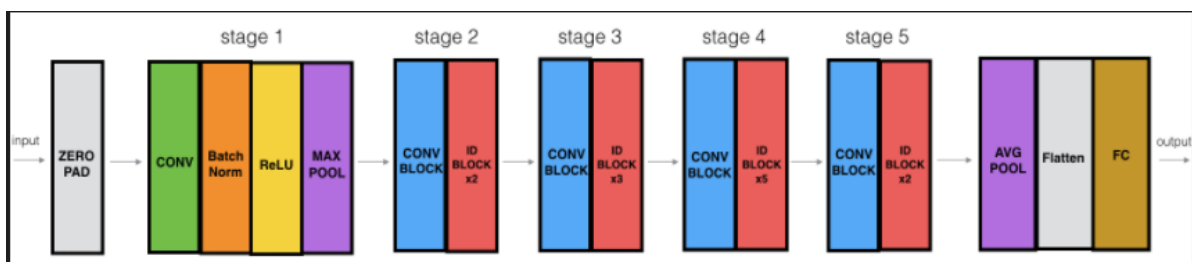 stage 1
stage 2
stage 3
stage 4
stage 5
input
ZERO
PAD
CONV
Batch
Norm
ReLU
MAX
POOL
CONV
BLOCK
ID
BLOCK
x2
CONV
BLOCK
ID
BLOCK
x3
CONV
BLOCK
ID
BLOCK
x5
CONV
BLOCK
ID
BLOCK
x2
AVG
POOL
Flatten
FC
output